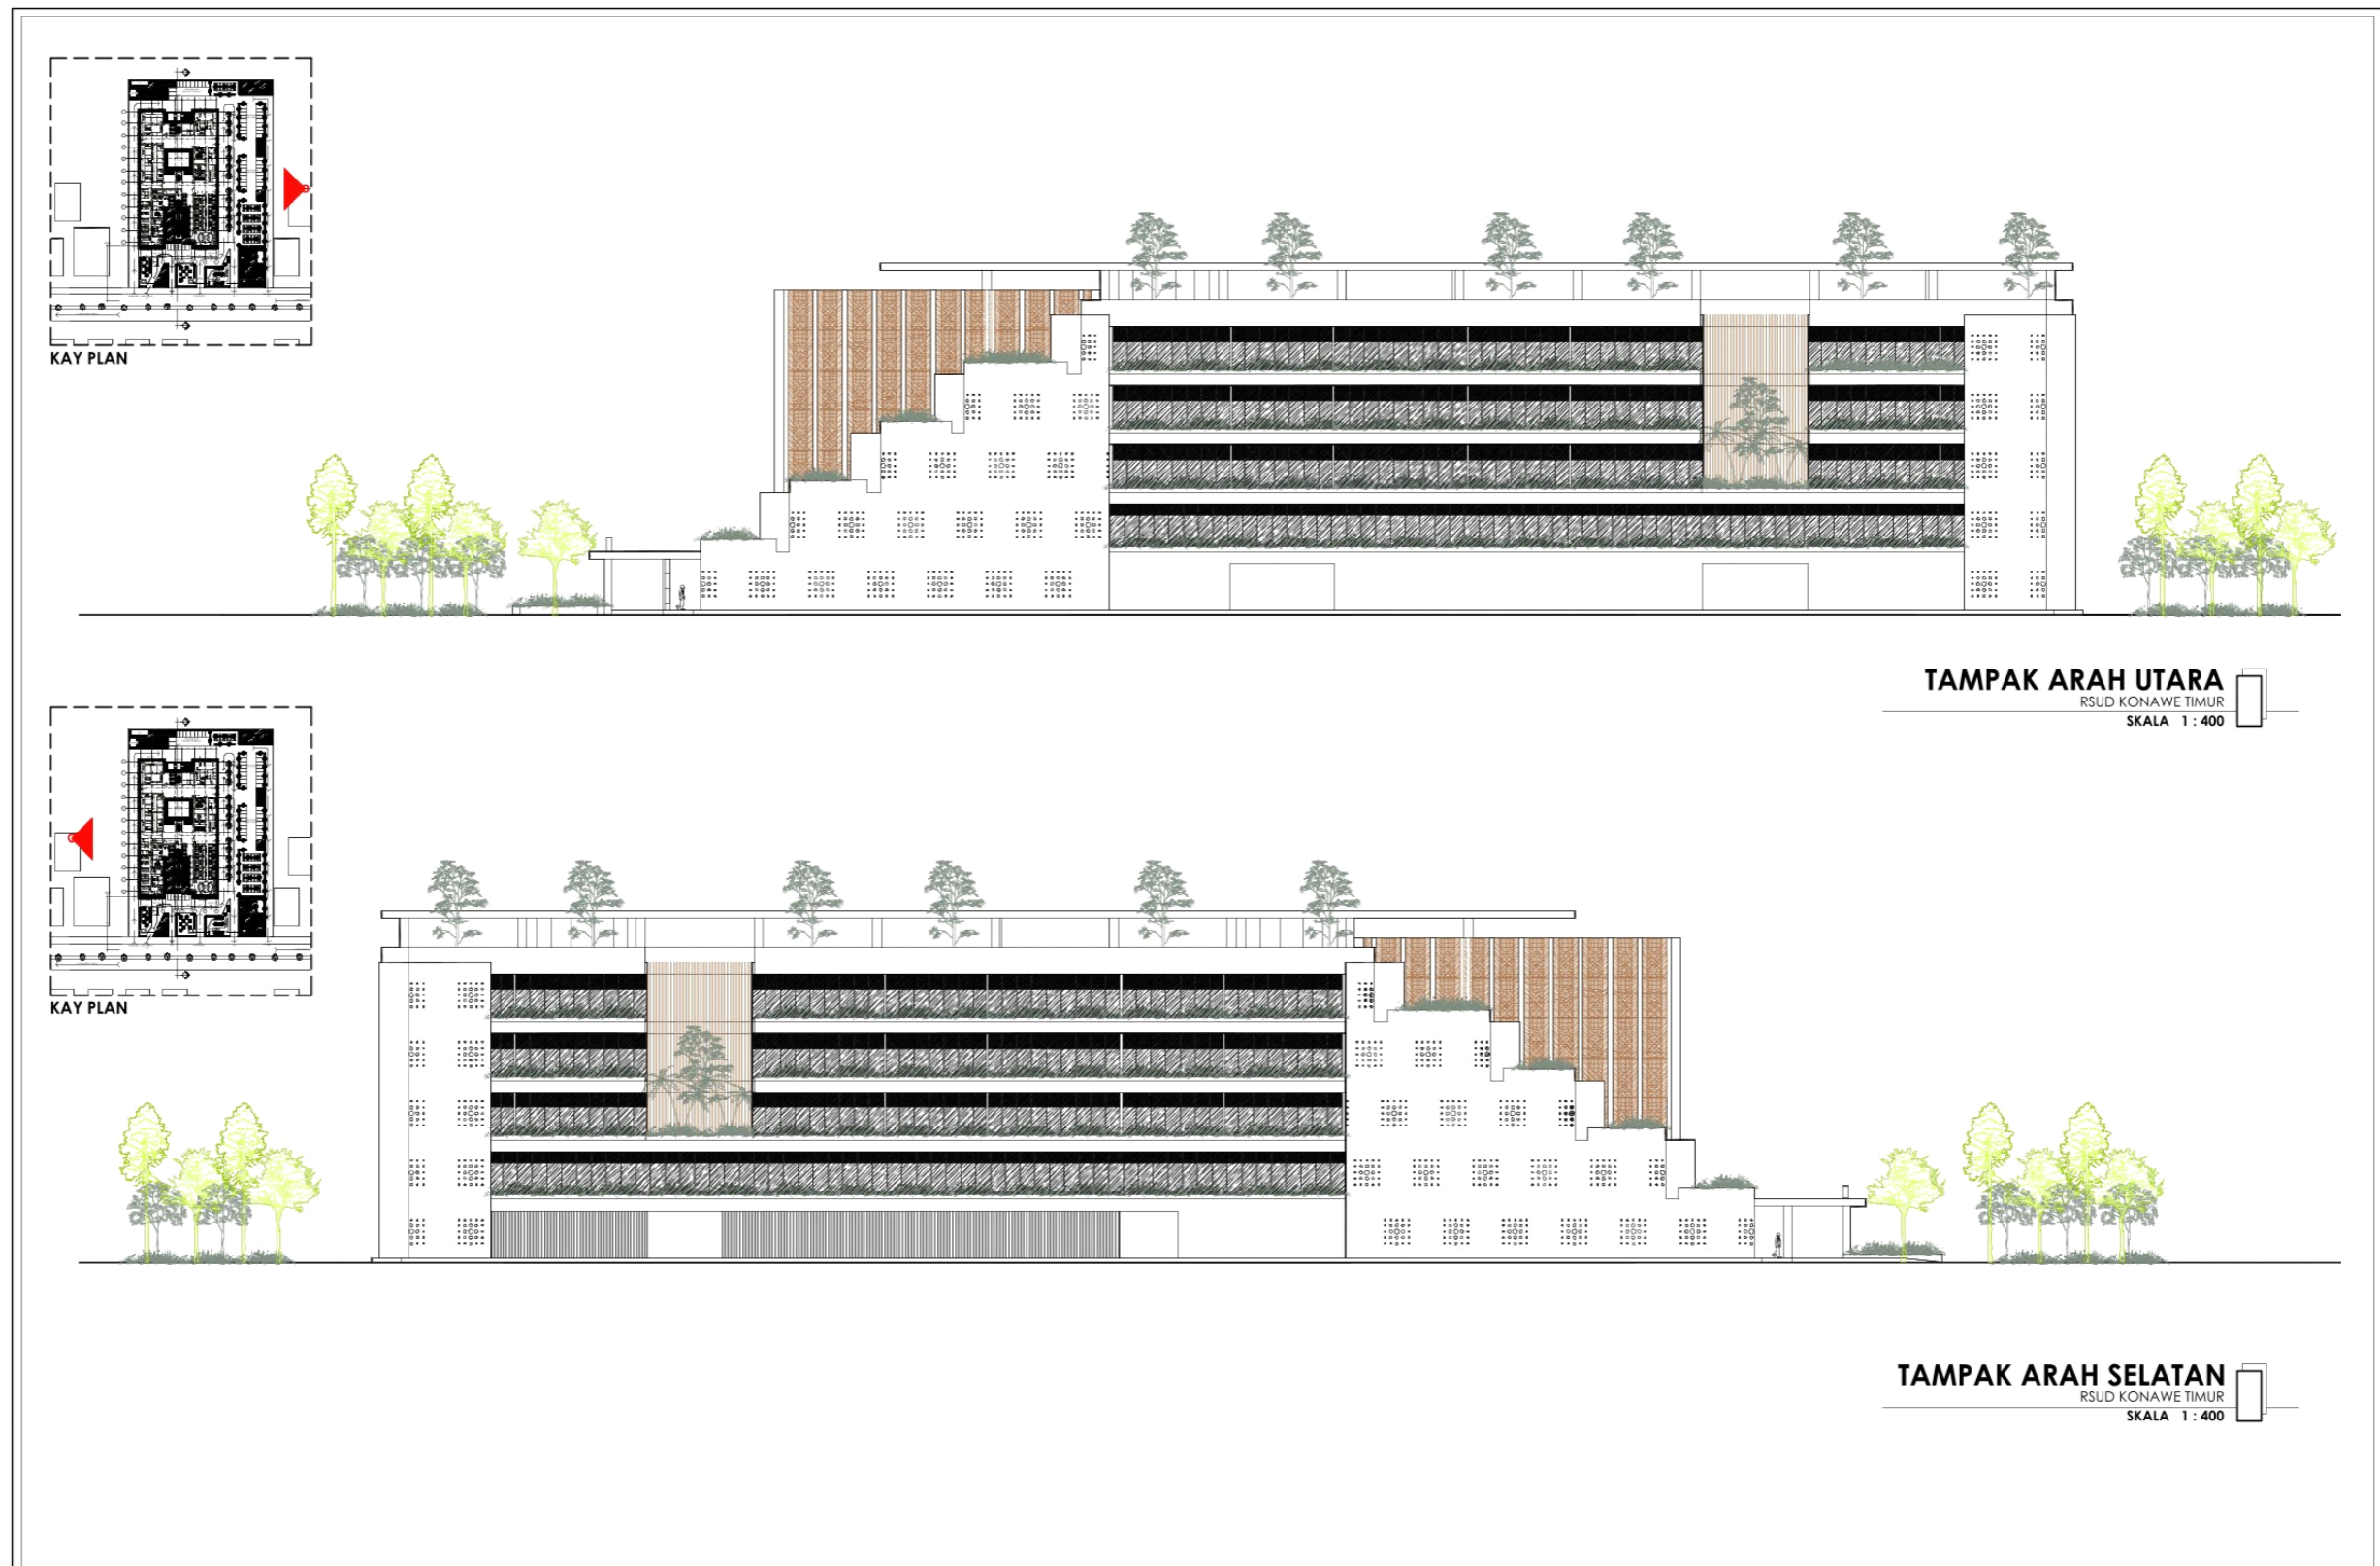 KAY PLAN
TAMPAK ARAH UTARA
RSUD KONAWE TIMUR
SKALA 1 : 400
KAY PLAN
TAMPAK ARAH SELATAN
RSUD KONAWE TIMUR
SKALA 1 : 400